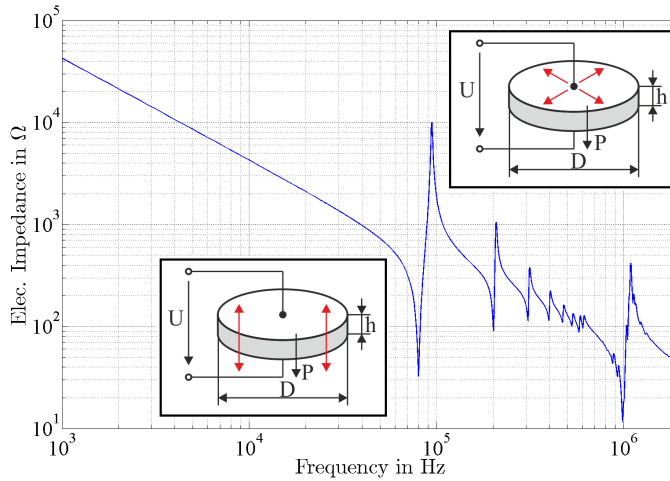 10^5
10^4
10^3
10^2
10^1
Elec. Impedance in Ω
10^3
10^4
10^5
10^6
Frequency in Hz
U
h
P
D
U
h
P
D